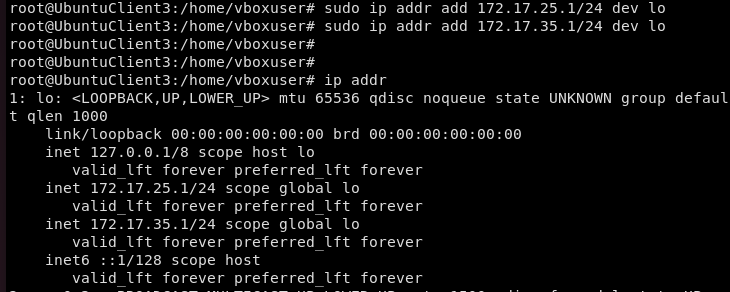 root@UbuntuClient3:/home/vboxuser# sudo ip addr add 172.17.25.1/24 dev lo
root@UbuntuClient3:/home/vboxuser# sudo ip addr add 172.17.35.1/24 dev lo
root@UbuntuClient3:/home/vboxuser#
root@UbuntuClient3:/home/vboxuser#
root@UbuntuClient3:/home/vboxuser# ip addr
1: lo: <LOOPBACK,UP,LOWER_UP> mtu 65536 qdisc noqueue state UNKNOWN group defaul
t qlen 1000
    link/loopback 00:00:00:00:00:00 brd 00:00:00:00:00:00
    inet 127.0.0.1/8 scope host lo
       valid_lft forever preferred_lft forever
    inet 172.17.25.1/24 scope global lo
       valid_lft forever preferred_lft forever
    inet 172.17.35.1/24 scope global lo
       valid_lft forever preferred_lft forever
    inet6 ::1/128 scope host
       valid_lft forever preferred_lft forever